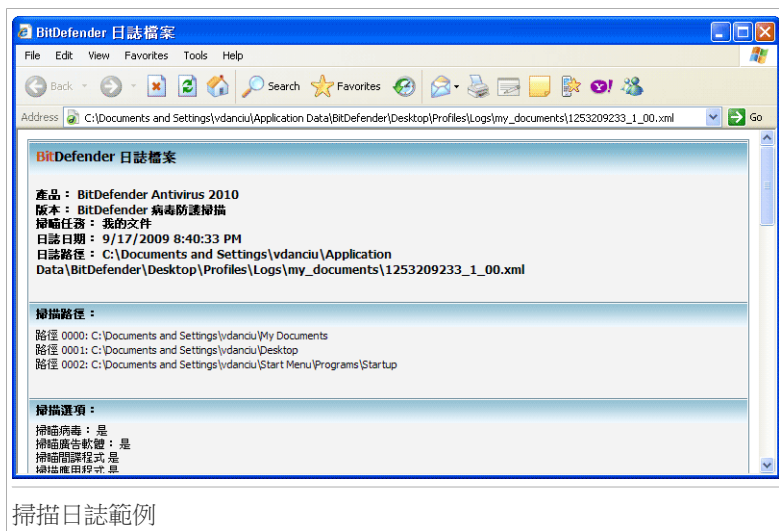 BitDefender 日誌檔案
File Edit View Favorites Tools Help
Back Search Favorites
Address C:\Documents and Settings\vdanciu\Application Data\BitDefender\Desktop\Profiles\Logs\my_documents\1253209233_1_00.xml Go
BitDefender 日誌檔案
產品： BitDefender Antivirus 2010
版本： BitDefender 病毒防護掃描
掃瞄任務： 我的文件
日誌日期： 9/17/2009 8:40:33 PM
日誌路徑： C:\Documents and Settings\vdanciu\Application
Data\BitDefender\Desktop\Profiles\Logs\my_documents\1253209233_1_00.xml
掃描路徑：
路徑 0000: C:\Documents and Settings\vdanciu\My Documents
路徑 0001: C:\Documents and Settings\vdanciu\Desktop
路徑 0002: C:\Documents and Settings\vdanciu\Start Menu\Programs\Startup
掃描選項：
掃瞄病毒： 是
掃瞄廣告軟體： 是
掃瞄間諜程式 是
掃描應用程式 是
掃描日誌範例